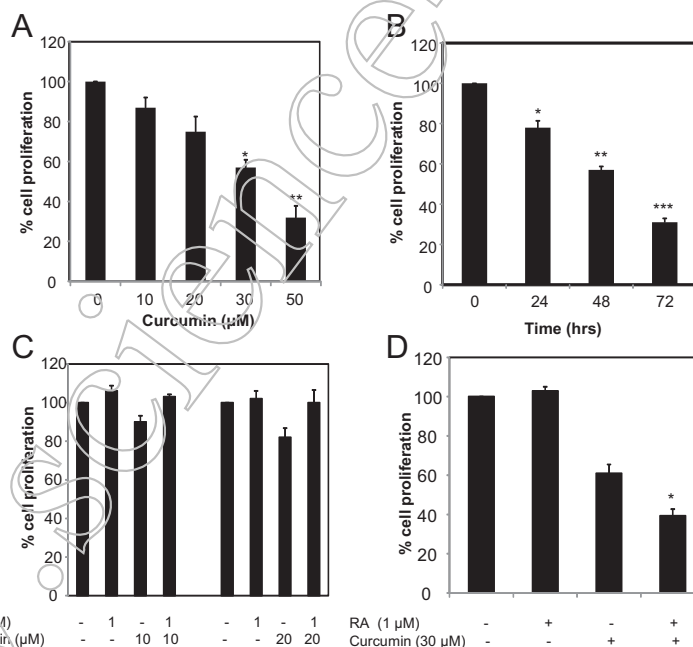 A
B
120
100
80
60
40
20
0
% cell proliferation
*
**
0 10 20 30 50
Curcumin (µM)
120
100
80
60
40
20
0
% cell proliferation
*
**
***
0 24 48 72
Time (hrs)
C
D
120
100
80
60
40
20
0
% cell proliferation
- 1 - 1 - 1 - 1
- - 10 10 - - 20 20
(µM)
120
100
80
60
40
20
0
% cell proliferation
*
RA (1 µM) - + - +
Curcumin (30 µM) - - + +